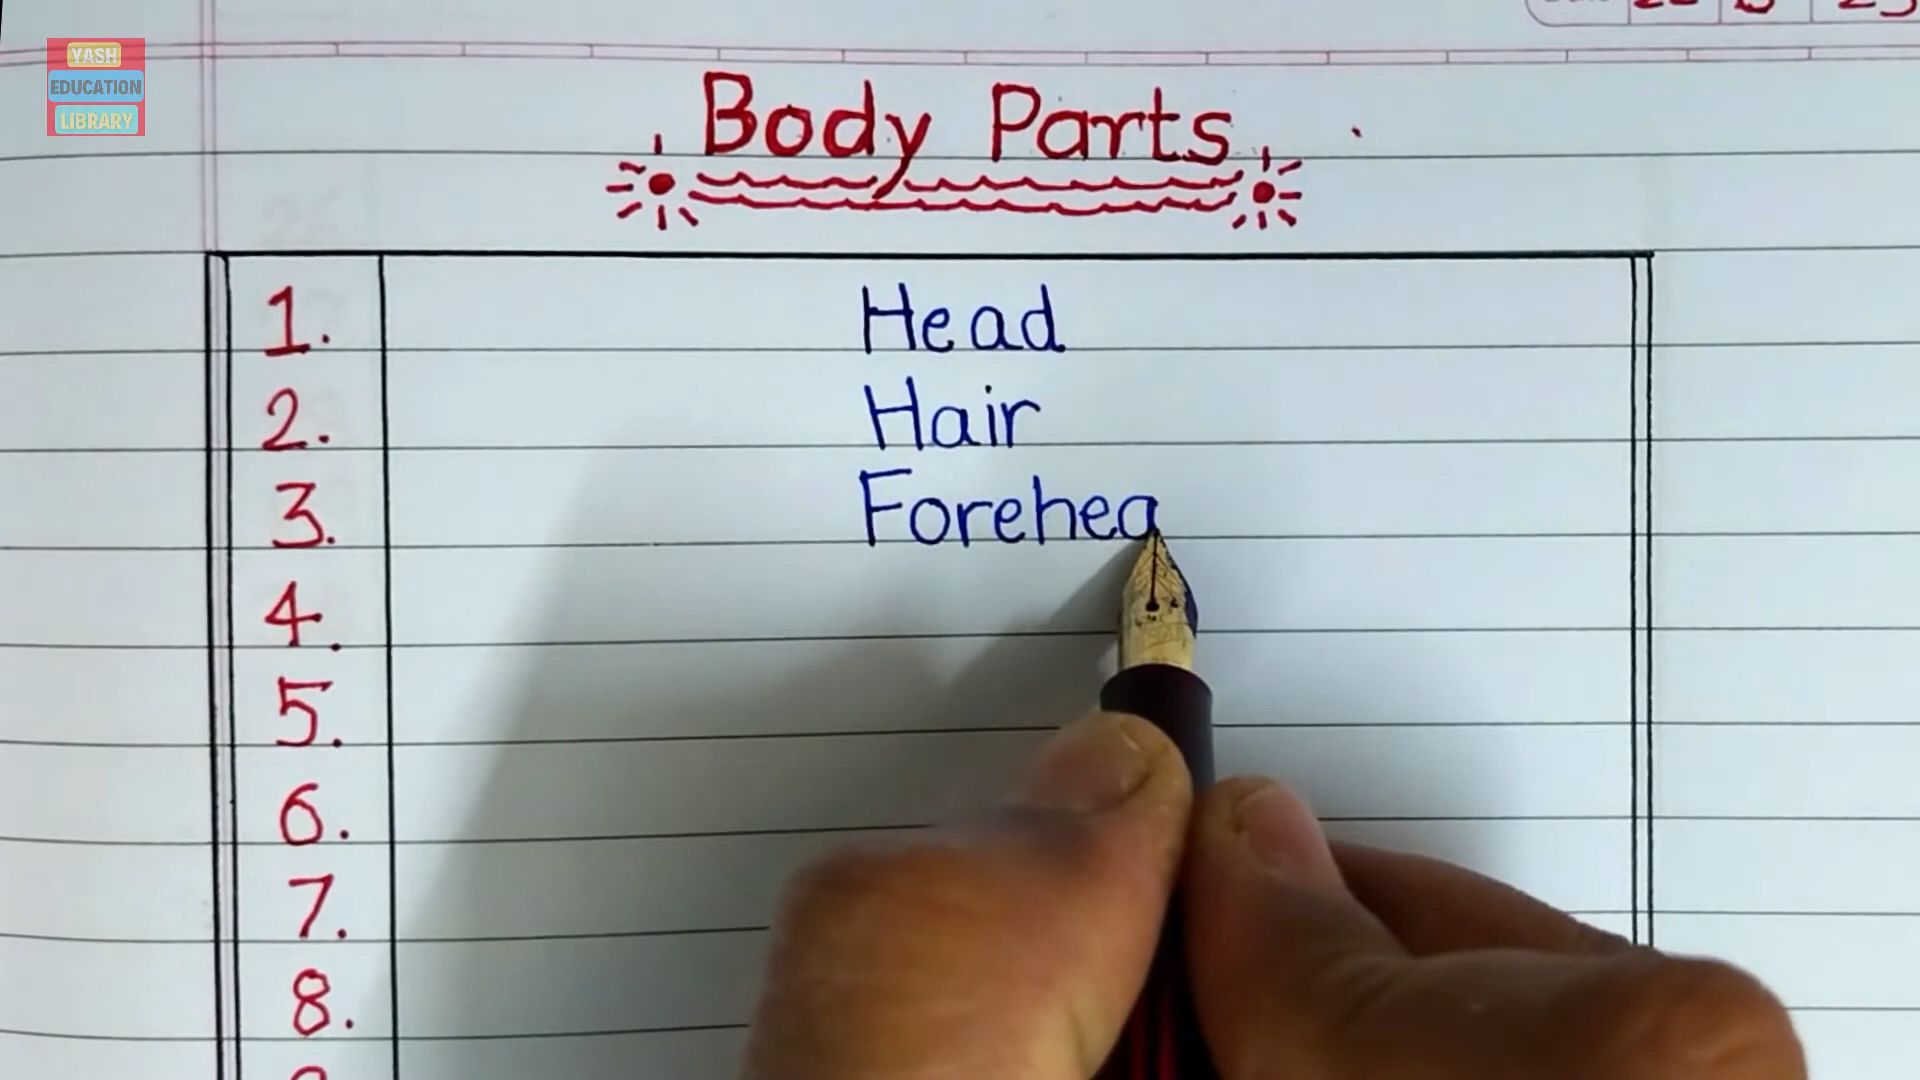 YASH
EDUCATION
LIBRARY
Body Parts
1. Head
2. Hair
3. Forehea
4.
5.
6.
7.
8.